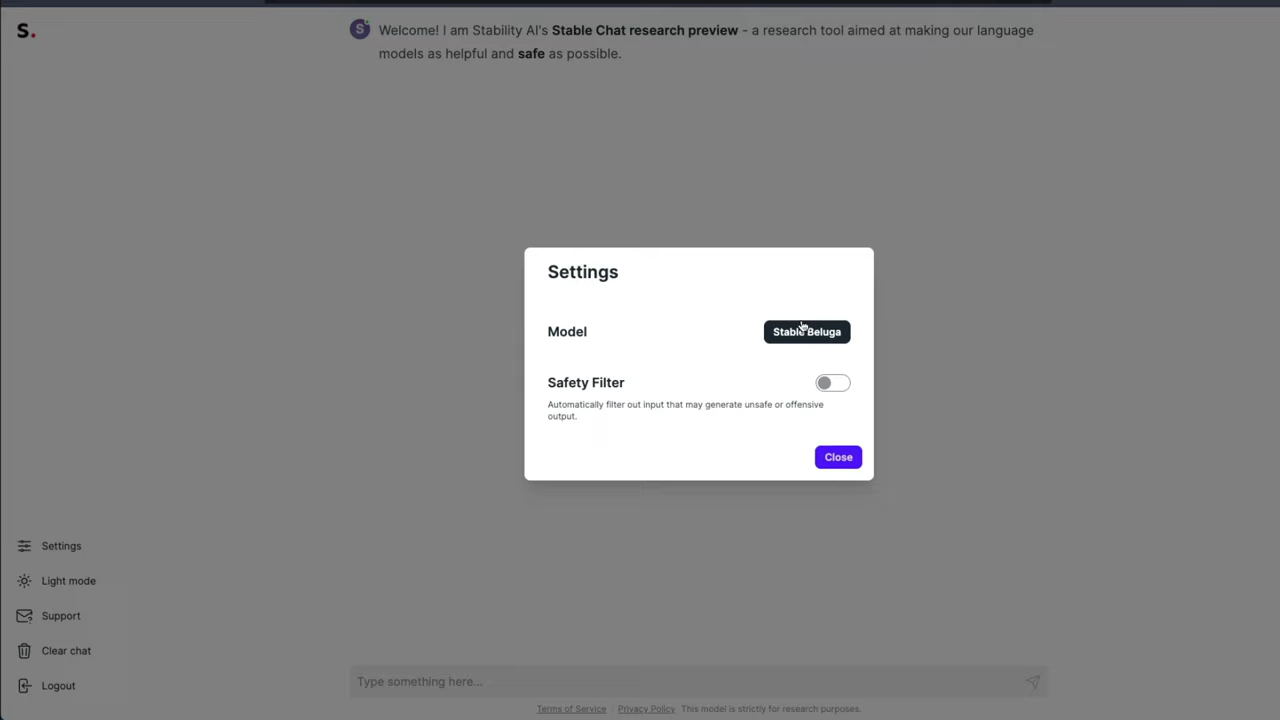 S.
S
Welcome! I am Stability AI's Stable Chat research preview - a research tool aimed at making our language
models as helpful and safe as possible.
Settings
Model
Stable Beluga
Safety Filter
Automatically filter out input that may generate unsafe or offensive
output.
Close
Settings
Light mode
Support
Clear chat
Logout
Type something here...
Terms of Service
Privacy Policy
This model is strictly for research purposes.